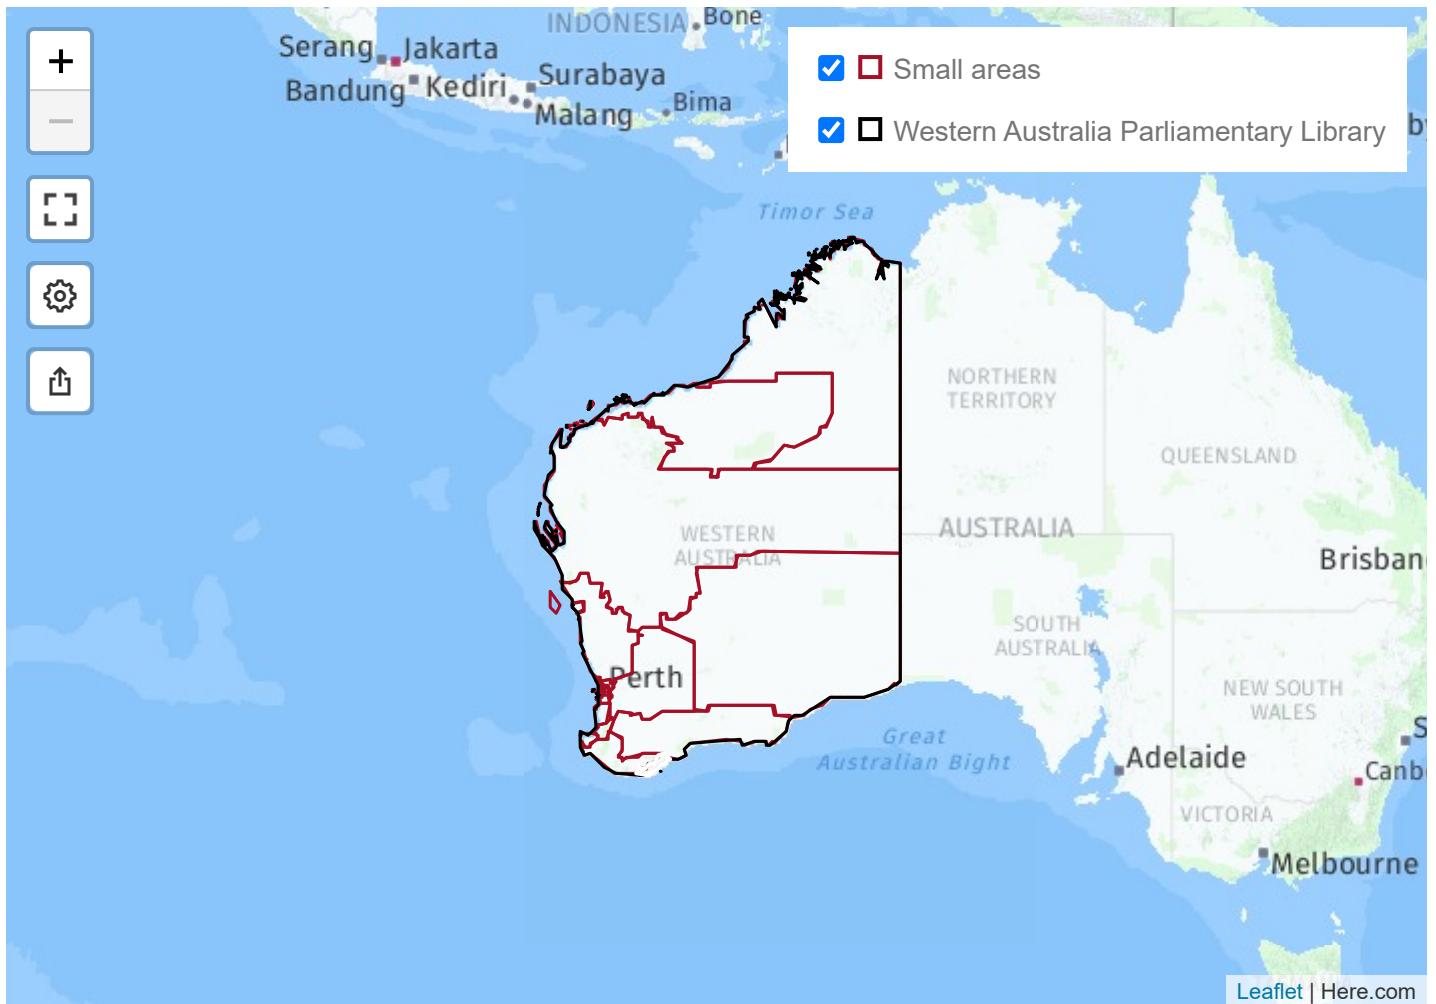 +
−
Small areas
Western Australia Parliamentary Library
INDONESIA
Bone
Serang
Jakarta
Bandung
Kediri
Surabaya
Malang
Bima
Timor Sea
NORTHERN
TERRITORY
QUEENSLAND
WESTERN
AUSTRALIA
AUSTRALIA
Brisban
SOUTH
AUSTRALIA
Perth
NEW SOUTH
WALES
Great
Australian Bight
Adelaide
S
Canb
VICTORIA
Melbourne
Leaflet | Here.com